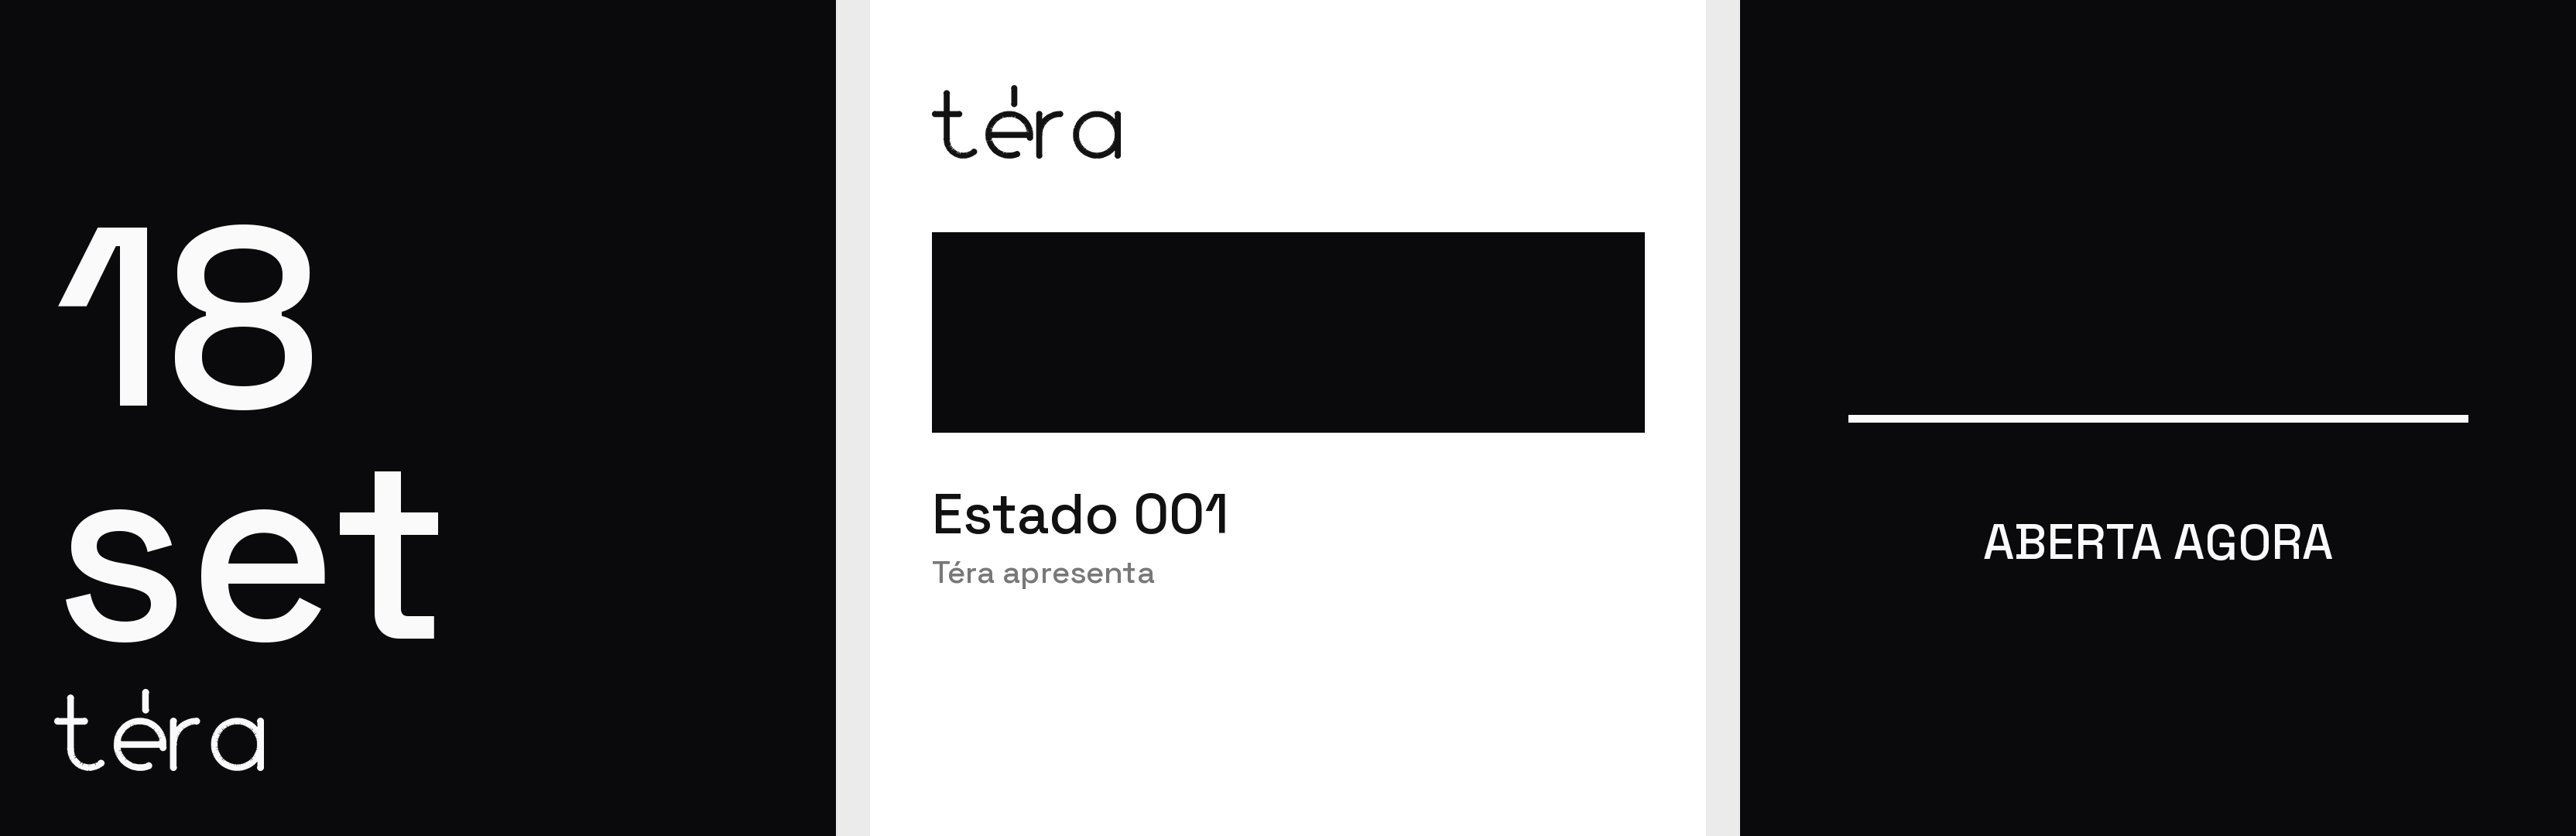 18
set
téra
téra
Estado 001
Téra apresenta
ABERTA AGORA